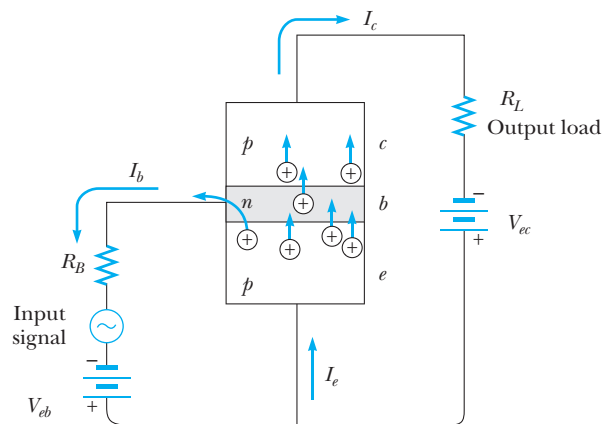 I_c
R_L
Output load
p
c
I_b
n
b
−
+
V_ec
R_B
p
e
Input
signal
−
+
V_eb
I_e
+
+
+
+
+
+
+